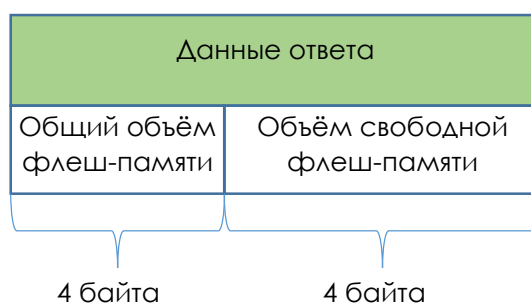 Данные ответа
Общий объём
флеш-памяти
Объём свободной
флеш-памяти
4 байта
4 байта